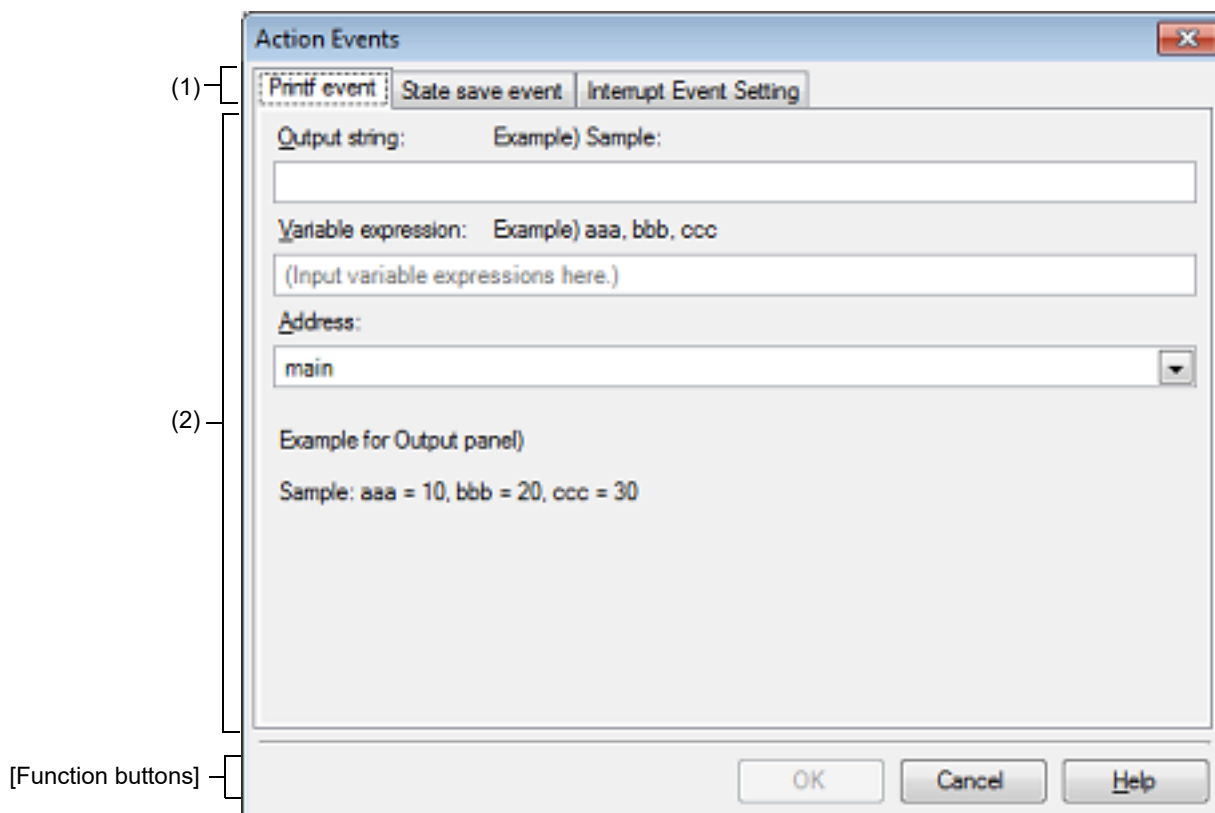 Action Events
(1)
Printf event State save event Interrupt Event Setting
Output string: Example) Sample:
Variable expression: Example) aaa, bbb, ccc
(Input variable expressions here.)
Address:
main
(2)
Example for Output panel)
Sample: aaa = 10, bbb = 20, ccc = 30
[Function buttons]
OK Cancel Help